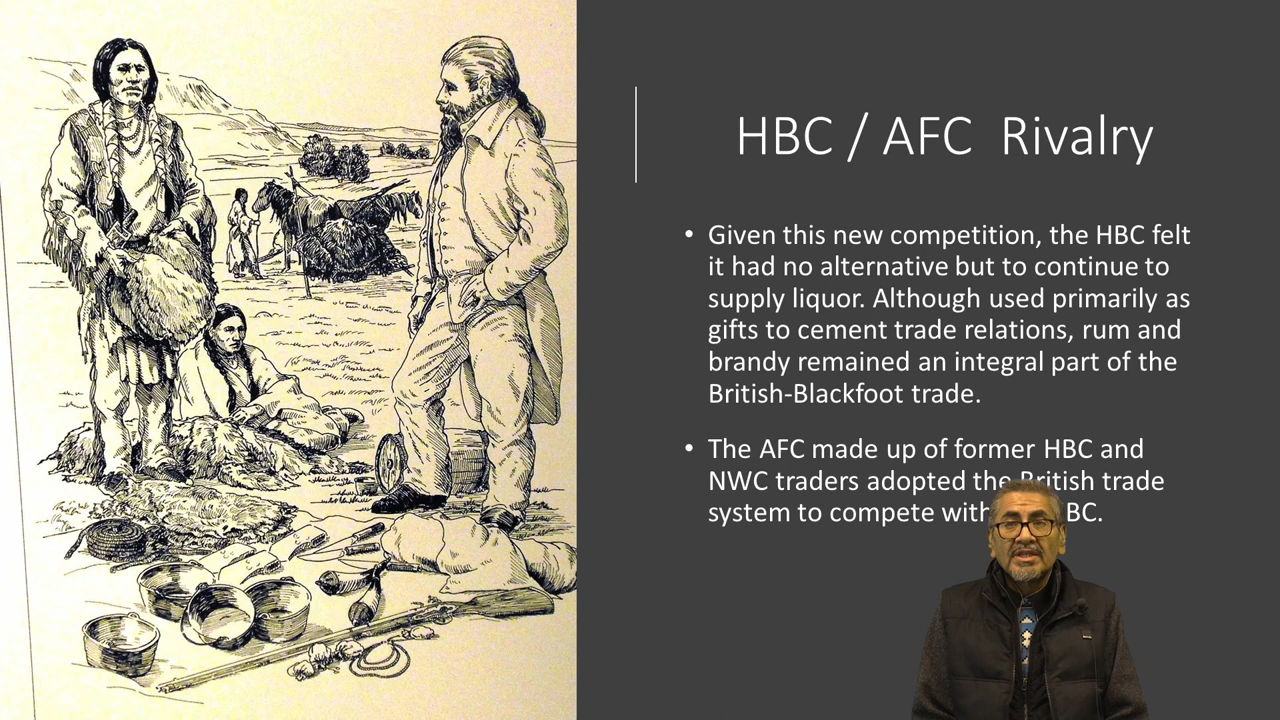 HBC / AFC Rivalry
• Given this new competition, the HBC felt
it had no alternative but to continue to
supply liquor. Although used primarily as
gifts to cement trade relations, rum and
brandy remained an integral part of the
British-Blackfoot trade.
• The AFC made up of former HBC and
NWC traders adopted the British trade
system to compete with BC.